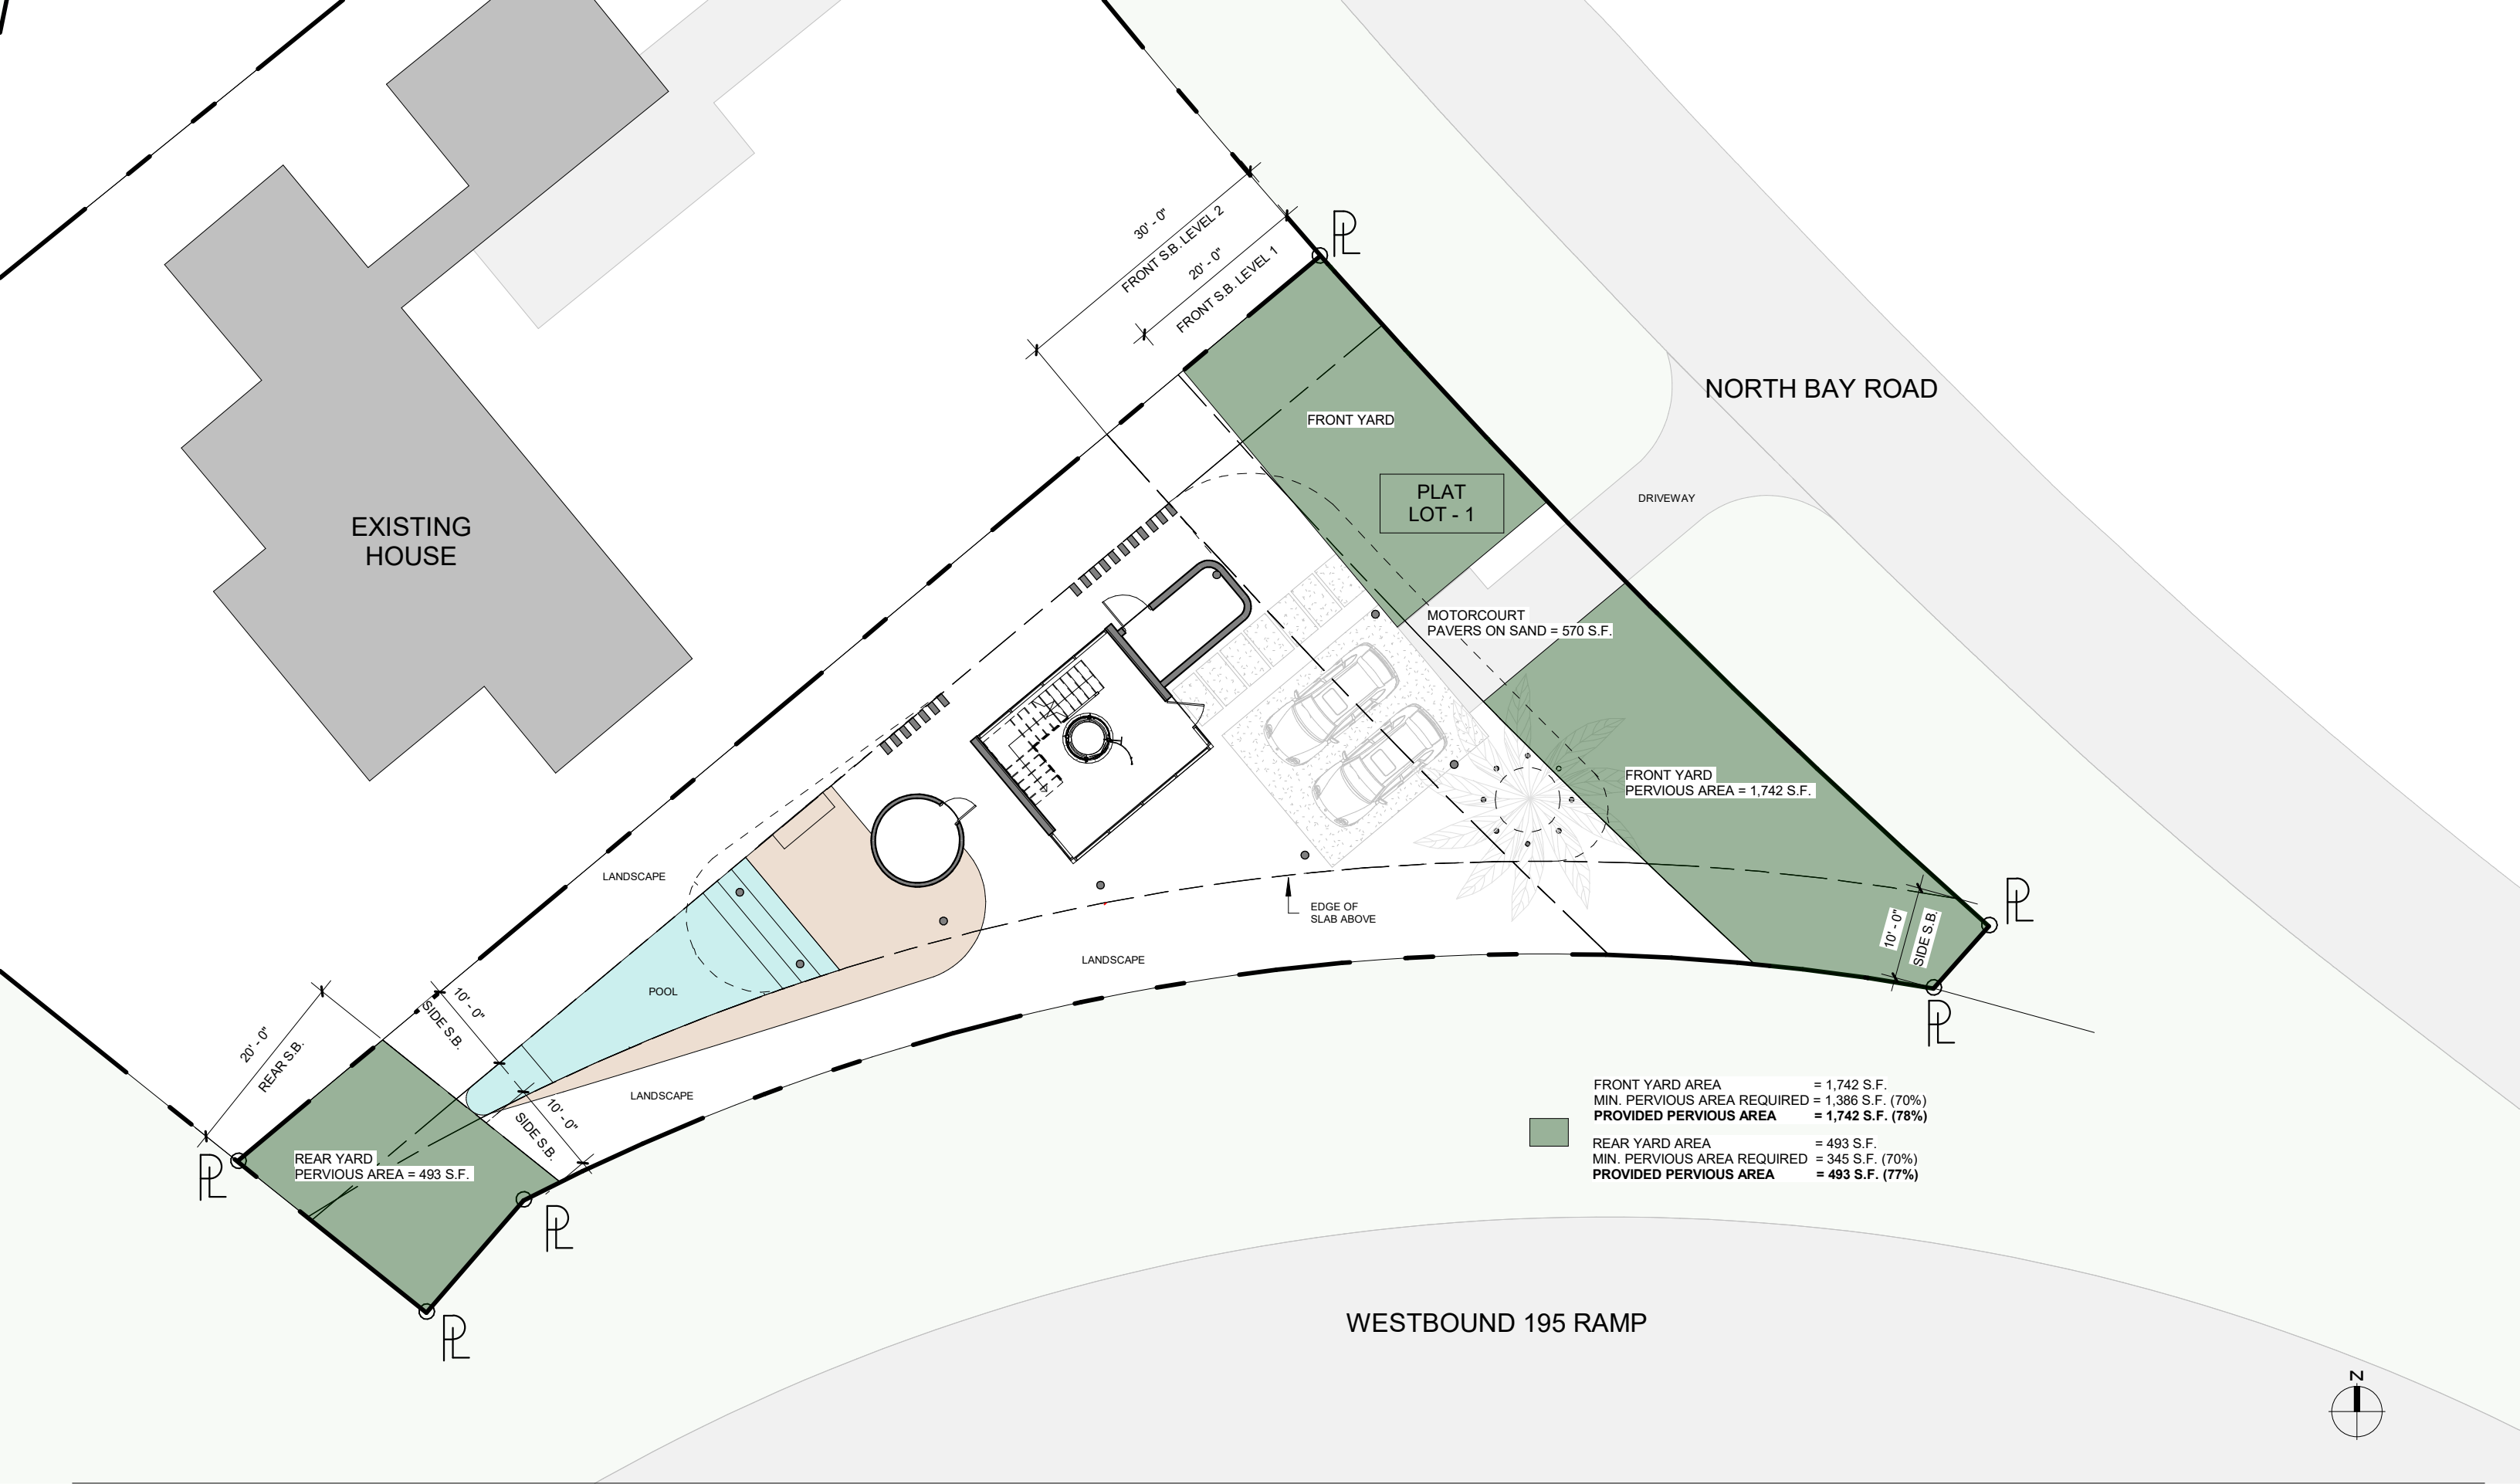 30' - 0"
FRONT S.B. LEVEL 2
20' - 0"
FRONT S.B. LEVEL 1
PL
NORTH BAY ROAD
FRONT YARD
PLAT
LOT - 1
DRIVEWAY
EXISTING
HOUSE
MOTORCOURT
PAVERS ON SAND = 570 S.F.
FRONT YARD
PERVIOUS AREA = 1,742 S.F.
LANDSCAPE
EDGE OF
SLAB ABOVE
10' - 0"
SIDE S.B.
PL
LANDSCAPE
POOL
PL
10' - 0"
SIDE S.B.
20' - 0"
REAR S.B.
LANDSCAPE
10' - 0"
SIDE S.B.
REAR YARD
PERVIOUS AREA = 493 S.F.
PL
PL
PL
FRONT YARD AREA = 1,742 S.F.
MIN. PERVIOUS AREA REQUIRED = 1,386 S.F. (70%)
PROVIDED PERVIOUS AREA = 1,742 S.F. (78%)
REAR YARD AREA = 493 S.F.
MIN. PERVIOUS AREA REQUIRED = 345 S.F. (70%)
PROVIDED PERVIOUS AREA = 493 S.F. (77%)
WESTBOUND 195 RAMP
N